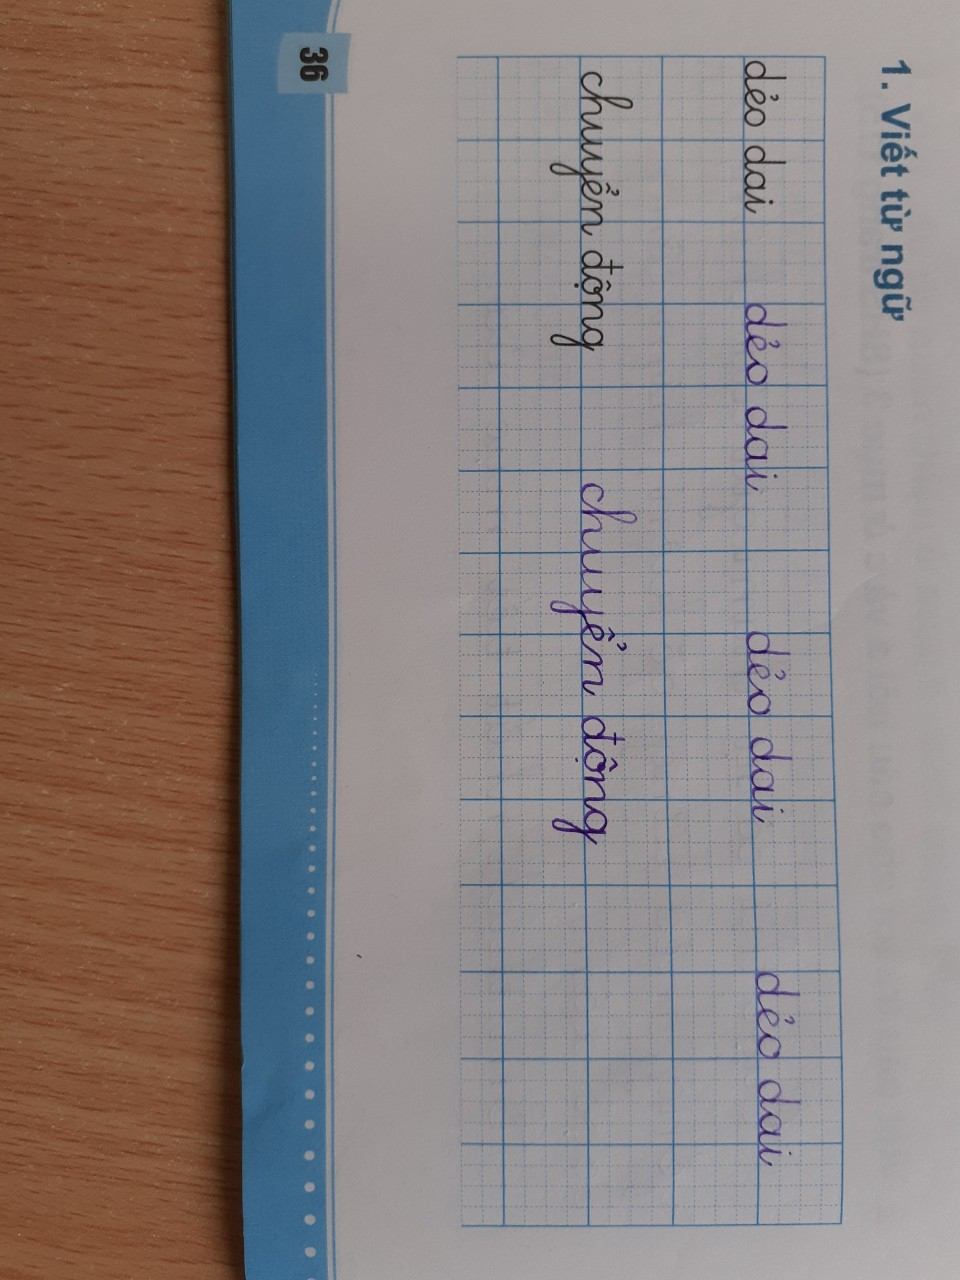 1. Viết từ ngữ
dẻo dai dẻo dai dẻo dai dẻo dai
chuyển động chuyển động
36